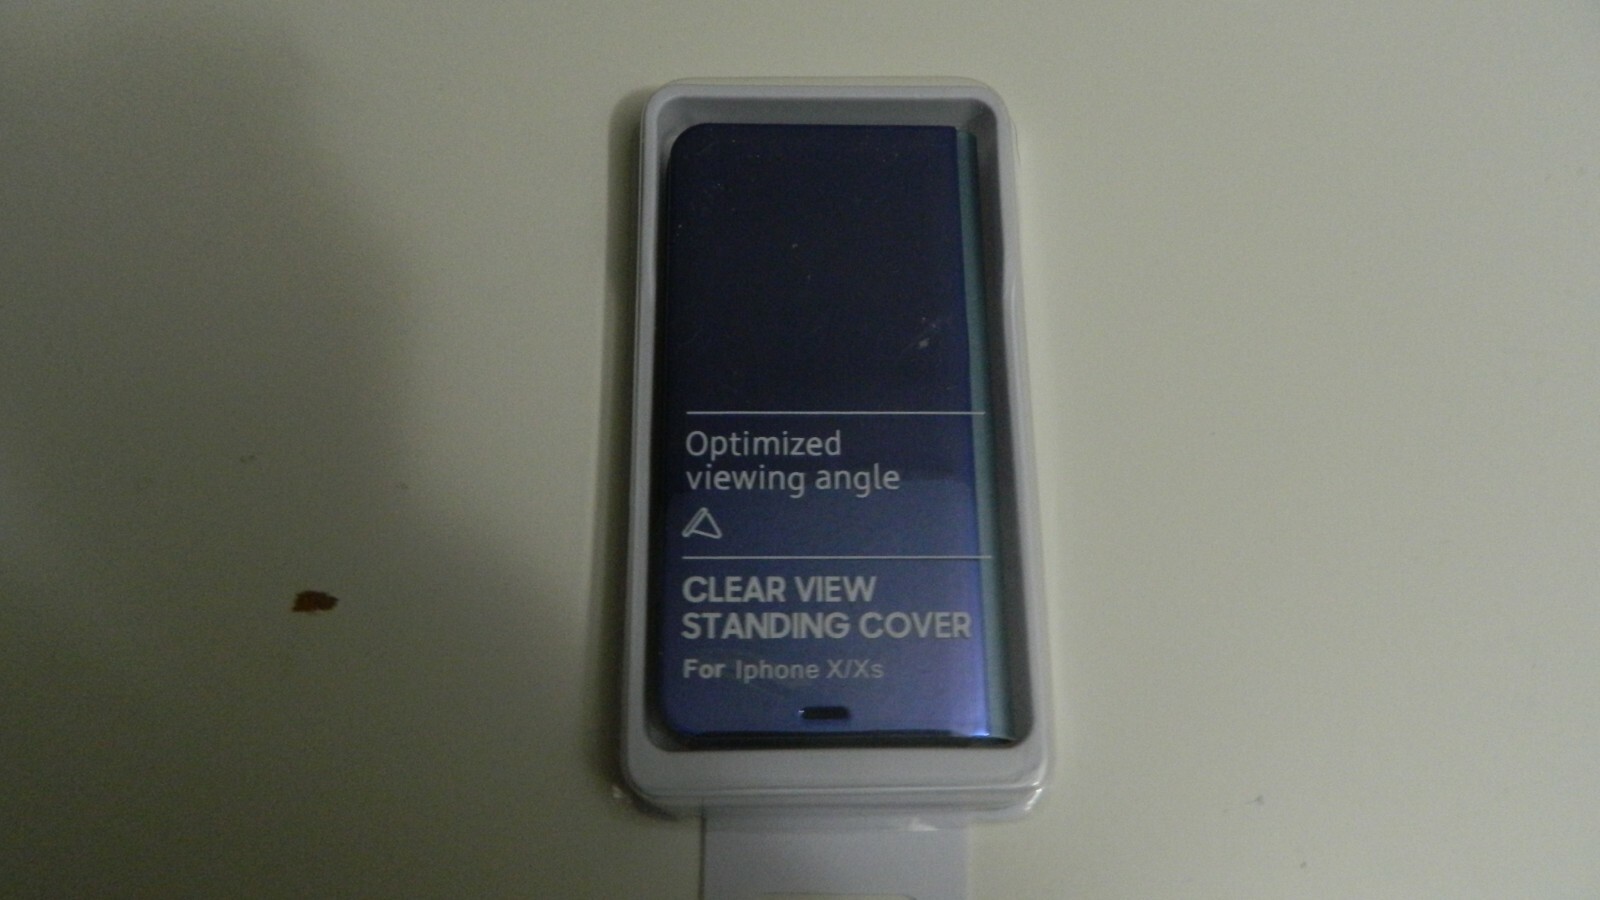 Optimized
viewing angle
CLEAR VIEW
STANDING COVER
For Iphone X/Xs